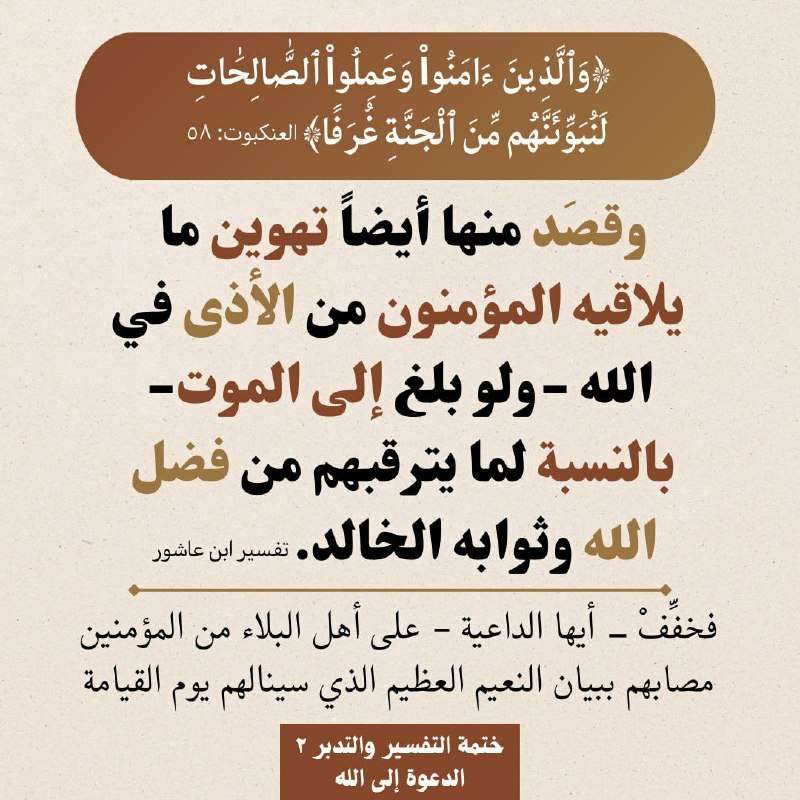 ﴿وَٱلَّذِينَ ءَامَنُوا۟ وَعَمِلُوا۟ ٱلصَّٰلِحَٰتِ
لَنُبَوِّئَنَّهُم مِّنَ ٱلْجَنَّةِ غُرَفًا﴾ العنكبوت: ٥٨
وقصَد منها أيضاً تهوين ما
يلاقيه المؤمنون من الأذى في
الله - ولو بلغ إلى الموت-
بالنسبة لما يترقبهم من فضل
الله وثوابه الخالد. تفسير ابن عاشور
فخفِّفْ – أيها الداعية – على أهل البلاء من المؤمنين
مصابهم ببيان النعيم العظيم الذي سينالهم يوم القيامة
ختمة التفسير والتدبر ٢
الدعوة إلى الله